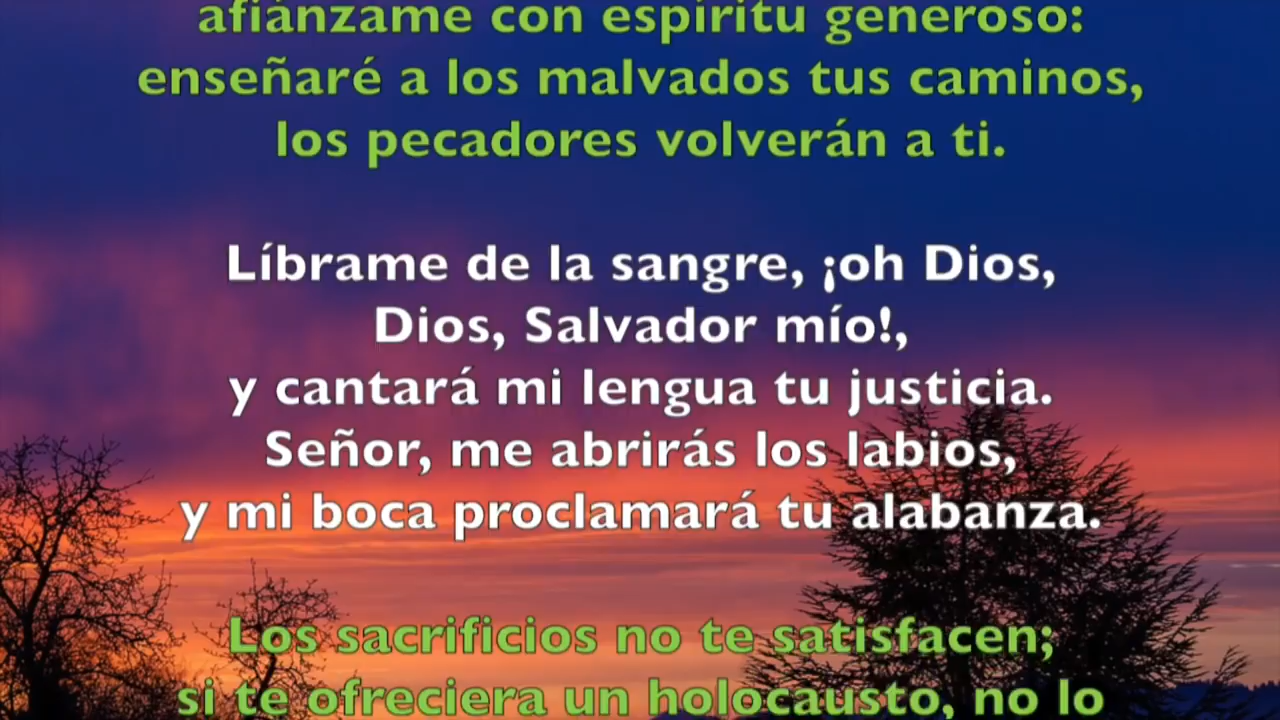 afiánzame con espíritu generoso:
enseñaré a los malvados tus caminos,
los pecadores volverán a ti.
Líbrame de la sangre, ¡oh Dios,
Dios, Salvador mío!,
y cantará mi lengua tu justicia.
Señor, me abrirás los labios,
y mi boca proclamará tu alabanza.
Los sacrificios no te satisfacen;
si te ofreciera un holocausto, no lo